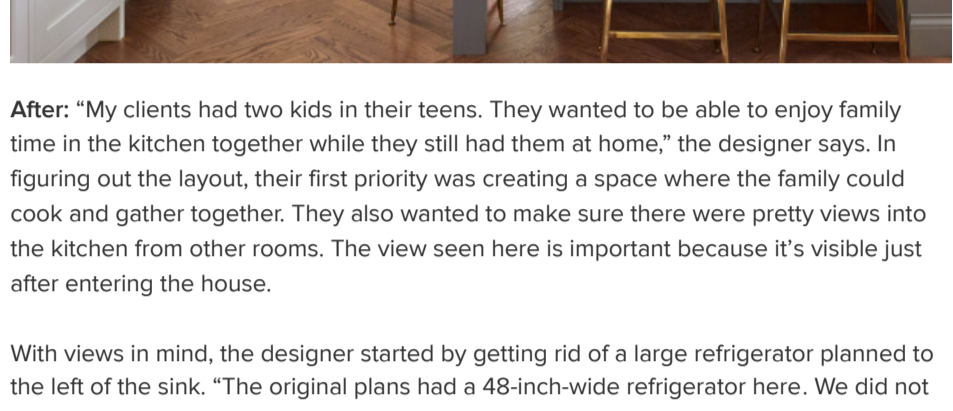 After: “My clients had two kids in their teens. They wanted to be able to enjoy family
time in the kitchen together while they still had them at home,” the designer says. In
figuring out the layout, their first priority was creating a space where the family could
cook and gather together. They also wanted to make sure there were pretty views into
the kitchen from other rooms. The view seen here is important because it’s visible just
after entering the house.
With views in mind, the designer started by getting rid of a large refrigerator planned to
the left of the sink. “The original plans had a 48-inch-wide refrigerator here. We did not